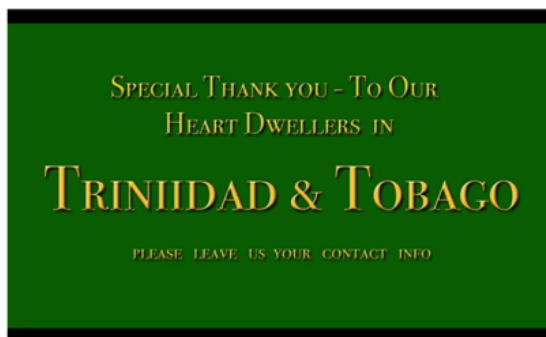 Special Thank you - To Our
Heart Dwellers in
Triniidad & Tobago
please leave us your contact info